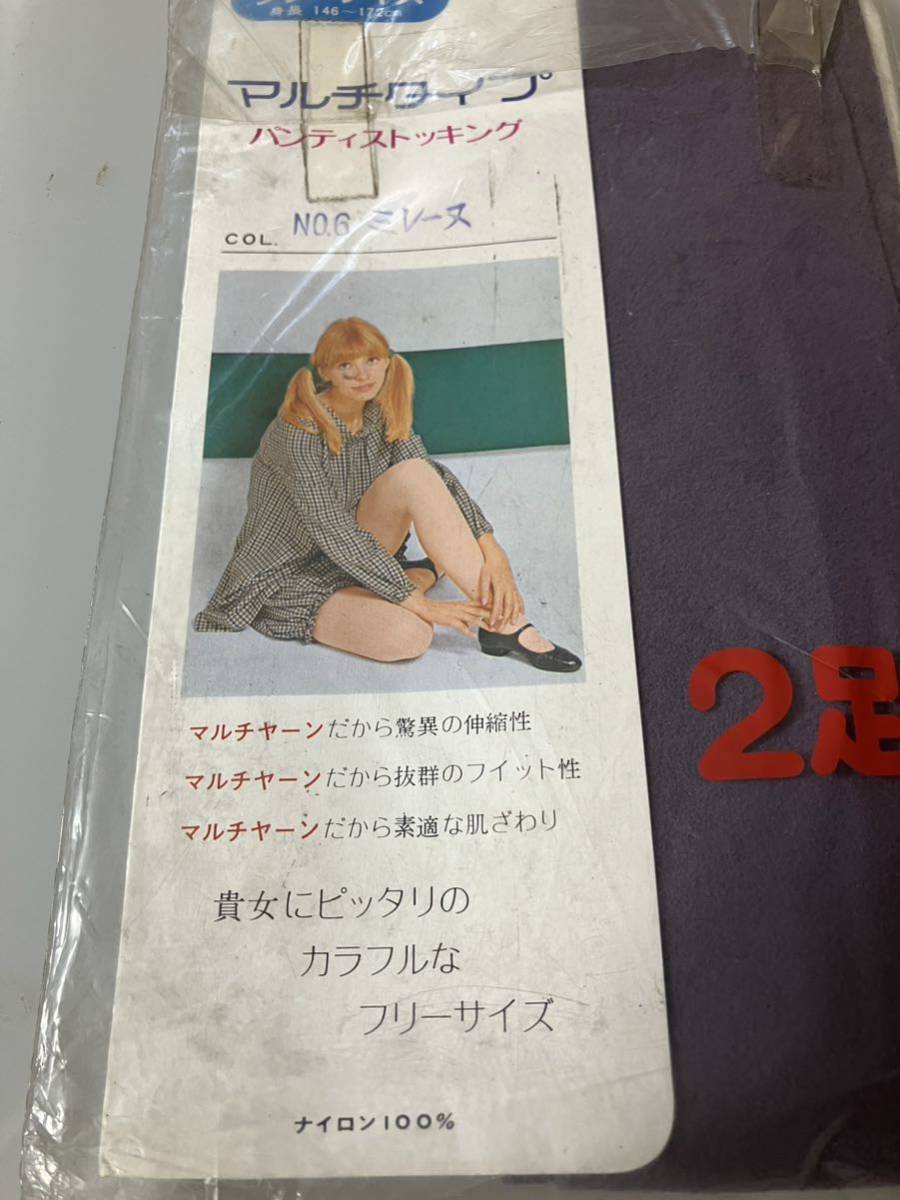 身長 146~172cm
マルチタイプ
パンティストッキング
COL. NO.6 ミレーヌ
マルチヤーンだから驚異の伸縮性
マルチヤーンだから抜群のフイット性
マルチヤーンだから素適な肌ざわり
2足
貴女にピッタリの
カラフルな
フリーサイズ
ナイロン100%